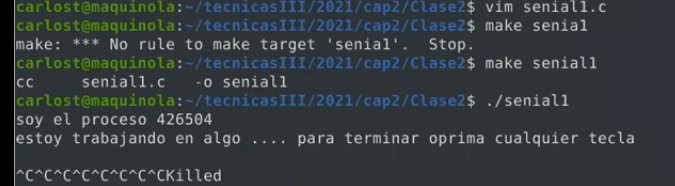 carlost@maquinola:~/tecnicasIII/2021/cap2/Clase2$ vim senial1.c
carlost@maquinola:~/tecnicasIII/2021/cap2/Clase2$ make senia1
make: *** No rule to make target 'senia1'.  Stop.
carlost@maquinola:~/tecnicasIII/2021/cap2/Clase2$ make senial1
cc     senial1.c   -o senial1
carlost@maquinola:~/tecnicasIII/2021/cap2/Clase2$ ./senial1
soy el proceso 426504
estoy trabajando en algo .... para terminar oprima cualquier tecla
^C^C^C^C^C^C^C^CKilled